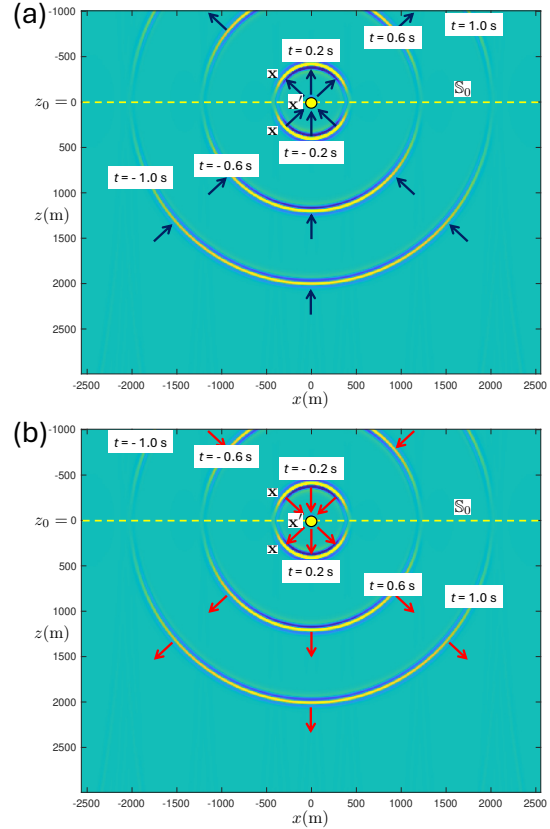 (a)
-1000
-500
z₀ = 0
500
1000
z(m)
1500
2000
2500
t = 0.2 s
t = 0.6 s
t = 1.0 s
𝐱
𝐱′
𝕊₀
𝐱
t = - 0.2 s
t = - 0.6 s
t = - 1.0 s
-2500 -2000 -1500 -1000 -500 0 500 1000 1500 2000 2500
x(m)
(b)
-1000
-500
z₀ = 0
500
1000
z(m)
1500
2000
2500
t = - 1.0 s
t = - 0.6 s
t = - 0.2 s
𝐱
𝐱′
𝕊₀
𝐱
t = 0.2 s
t = 0.6 s
t = 1.0 s
-2500 -2000 -1500 -1000 -500 0 500 1000 1500 2000 2500
x(m)